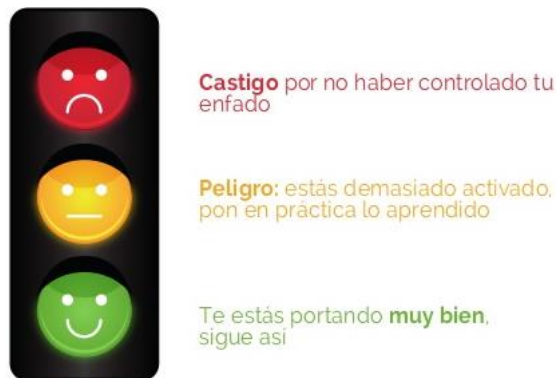 Castigo por no haber controlado tu
enfado
Peligro: estás demasiado activado,
pon en práctica lo aprendido
Te estás portando muy bien,
sigue así